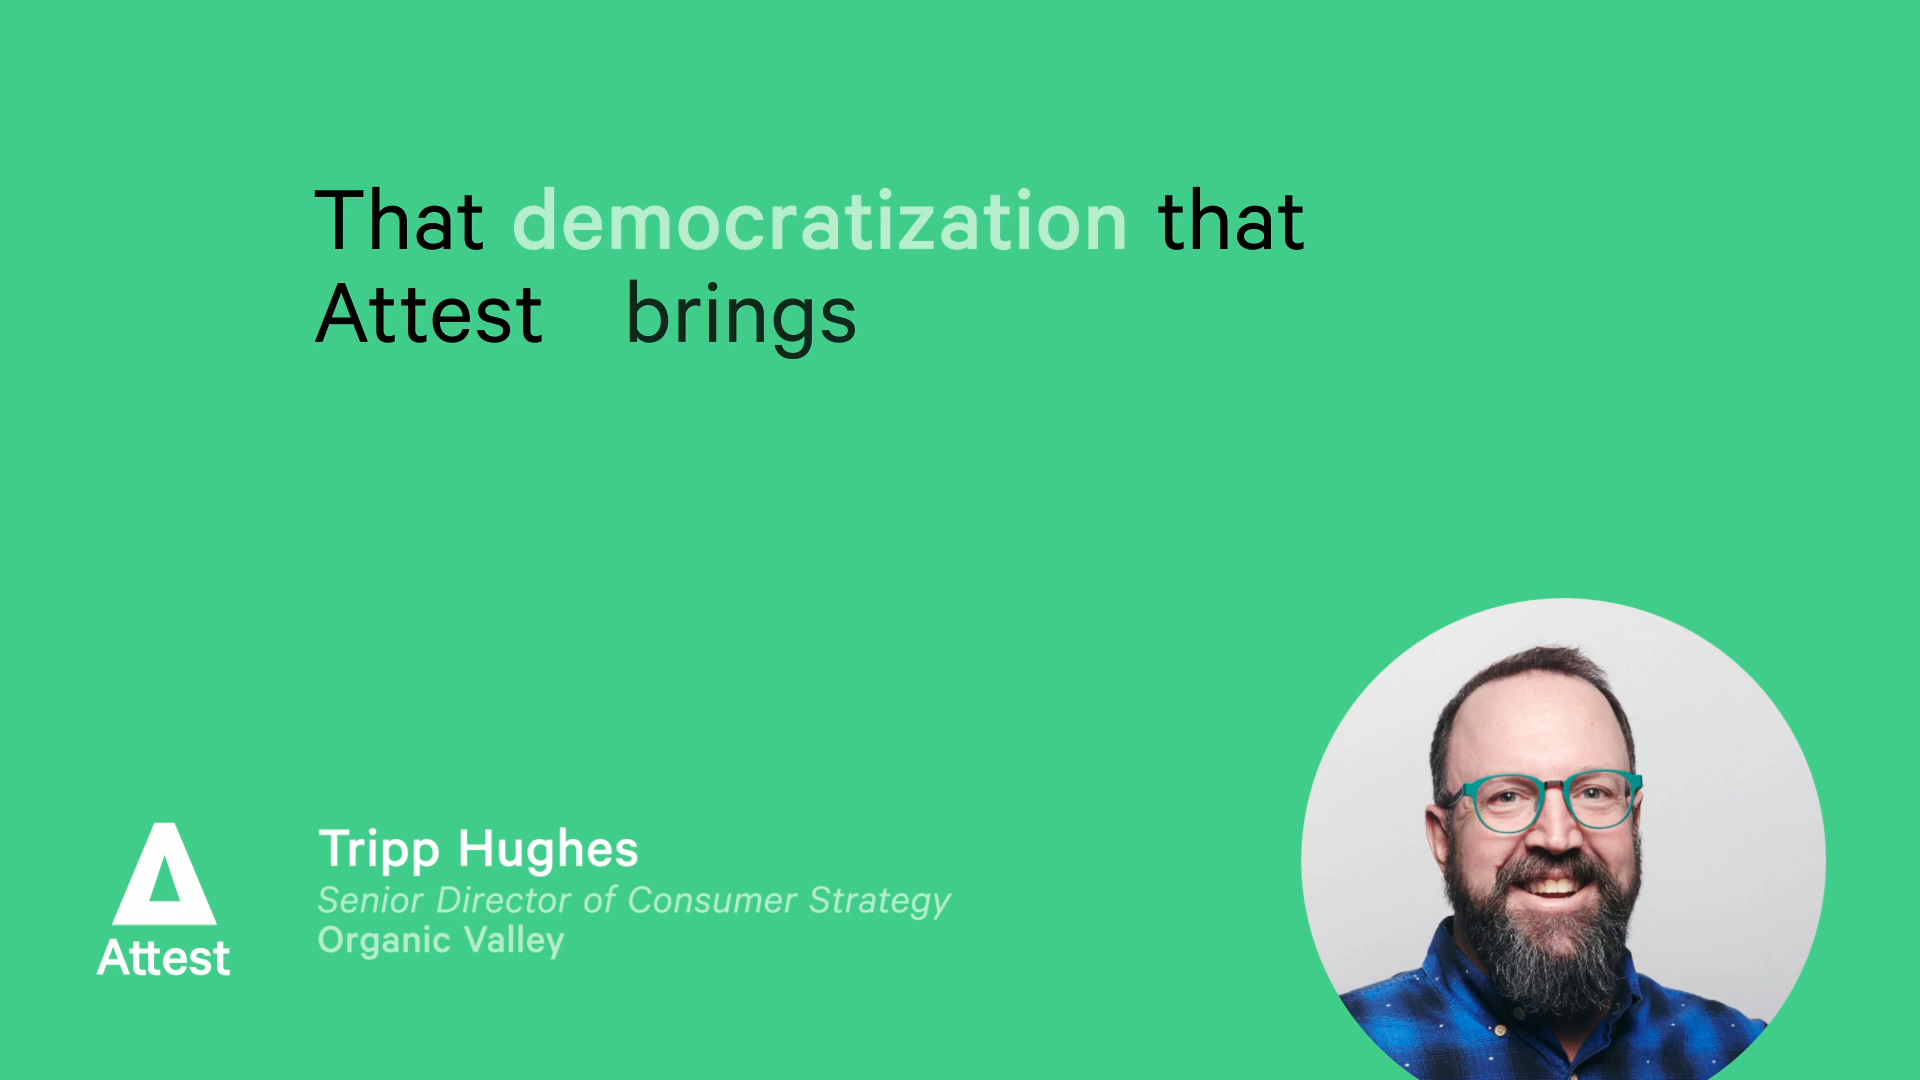 That democratization that
Attest brings
Tripp Hughes
Senior Director of Consumer Strategy
Organic Valley
Attest